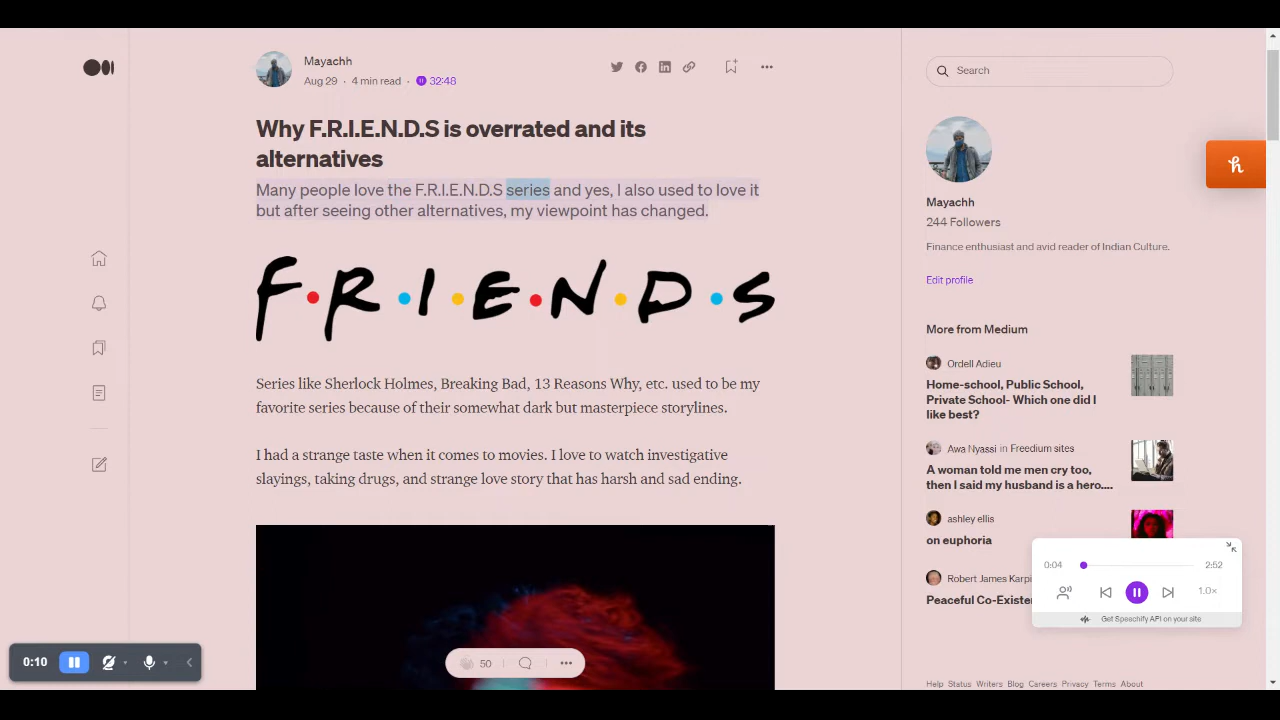 Mayachh
Aug 29 · 4 min read · 32:48
Why F.R.I.E.N.D.S is overrated and its
alternatives
Many people love the F.R.I.E.N.D.S series and yes, I also used to love it
but after seeing other alternatives, my viewpoint has changed.
F·R·I·E·N·D·S
Series like Sherlock Holmes, Breaking Bad, 13 Reasons Why, etc. used to be my
favorite series because of their somewhat dark but masterpiece storylines.
I had a strange taste when it comes to movies. I love to watch investigative
slayings, taking drugs, and strange love story that has harsh and sad ending.
50
0:10
Search
h
Mayachh
244 Followers
Finance enthusiast and avid reader of Indian Culture.
Edit profile
More from Medium
Ordell Adieu
Home-school, Public School,
Private School- Which one did I
like best?
Awa Nyassi in Freedium sites
A woman told me men cry too,
then I said my husband is a hero....
ashley ellis
on euphoria
Robert James Karpi
Peaceful Co-Exister
0:04 2:52
1.0×
Get Speechify API on your site
Help Status Writers Blog Careers Privacy Terms About